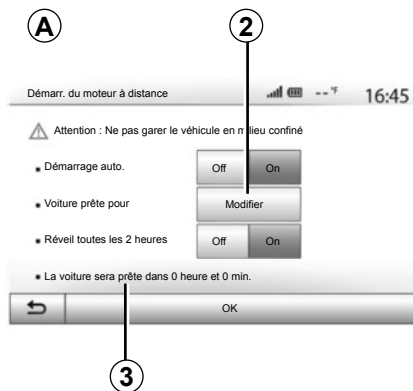 A
2
Démarr. du moteur à distance -- °F 16:45
Attention : Ne pas garer le véhicule en milieu confiné
Démarrage auto. Off On
Voiture prête pour Modifier
Réveil toutes les 2 heures Off On
La voiture sera prête dans 0 heure et 0 min.
OK
3